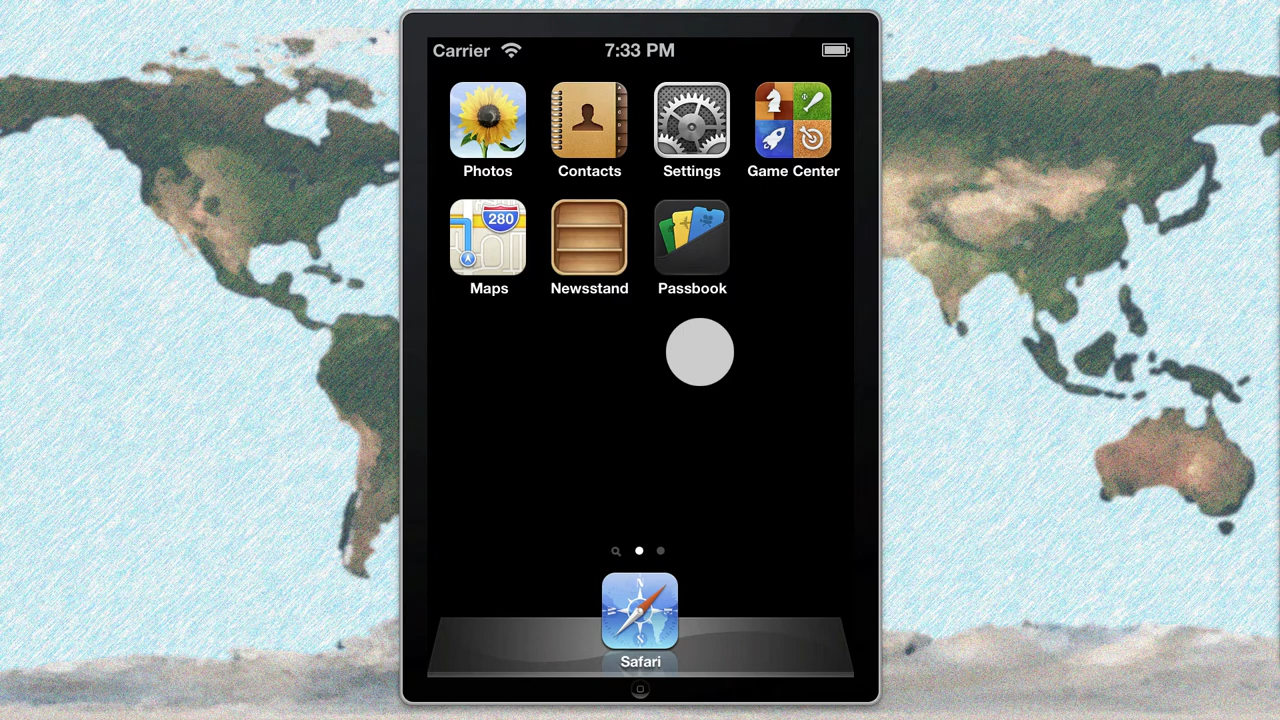 Carrier 7:33 PM
Photos Contacts Settings Game Center
280
Maps Newsstand Passbook
N
S
Safari